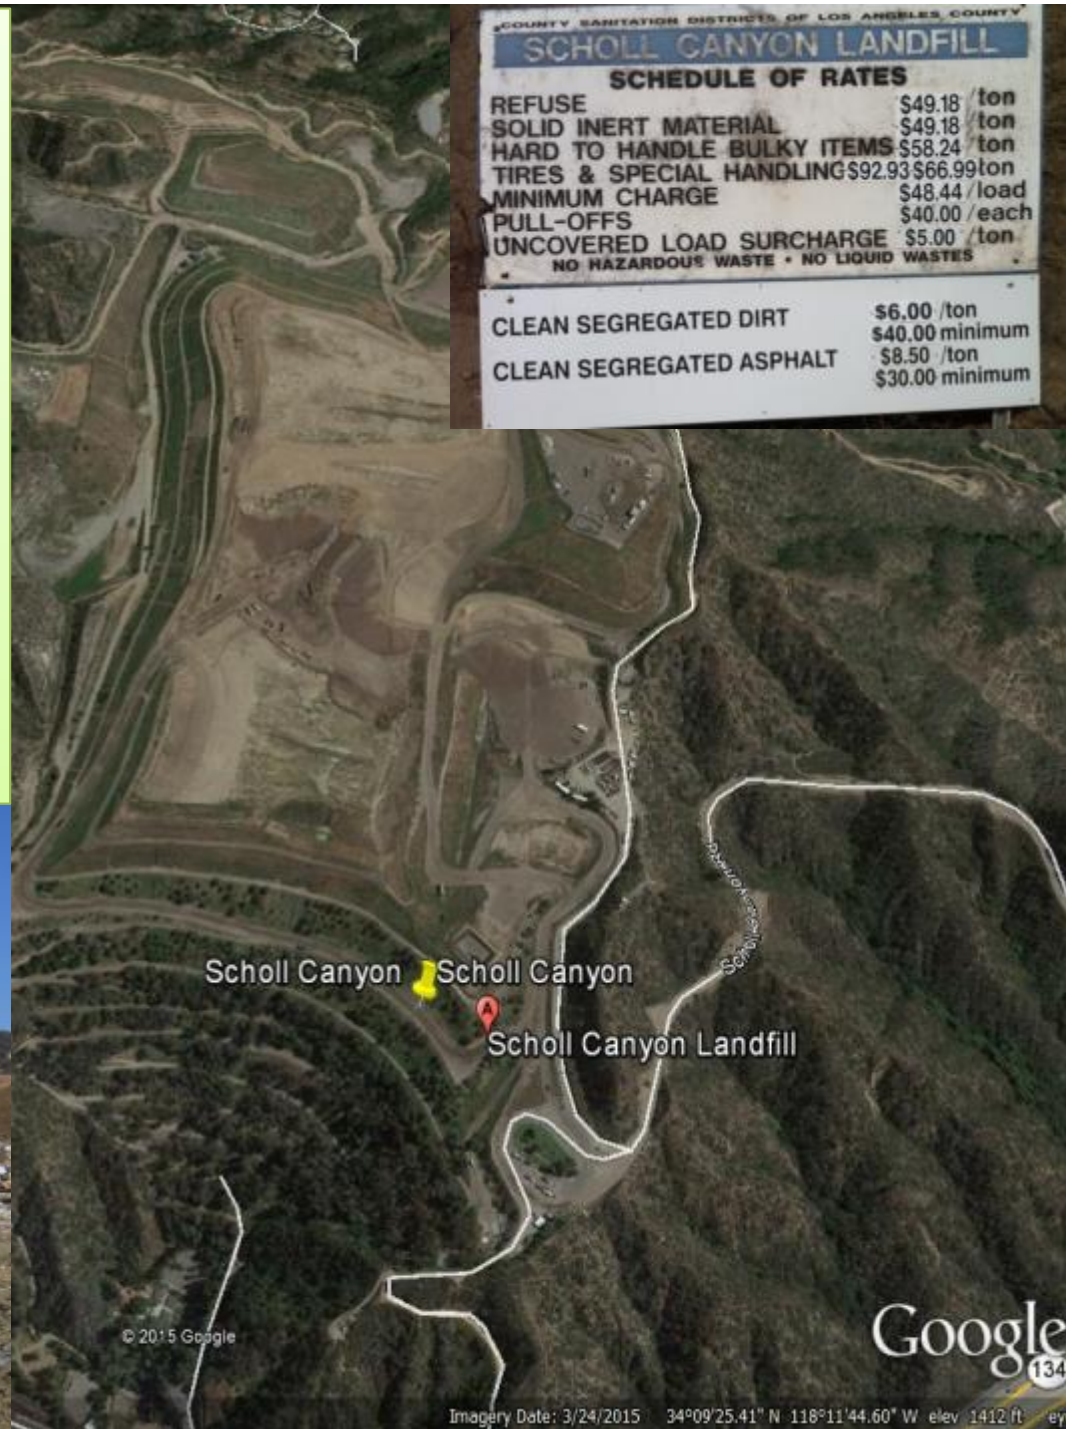 COUNTY SANITATION DISTRICTS OF LOS ANGELES COUNTY
SCHOLL CANYON LANDFILL
SCHEDULE OF RATES
REFUSE $49.18 /ton
SOLID INERT MATERIAL $49.18 /ton
HARD TO HANDLE BULKY ITEMS $58.24 /ton
TIRES & SPECIAL HANDLING $92.93 $66.99 ton
MINIMUM CHARGE $48.44 /load
PULL-OFFS $40.00 /each
UNCOVERED LOAD SURCHARGE $5.00 /ton
NO HAZARDOUS WASTE • NO LIQUID WASTES
CLEAN SEGREGATED DIRT $6.00 /ton
$40.00 minimum
CLEAN SEGREGATED ASPHALT $8.50 /ton
$30.00 minimum
Scholl Canyon Scholl Canyon
A
Scholl Canyon Landfill
© 2015 Google
Google
134
Imagery Date: 3/24/2015 34°09'25.41" N 118°11'44.60" W elev 1412 ft